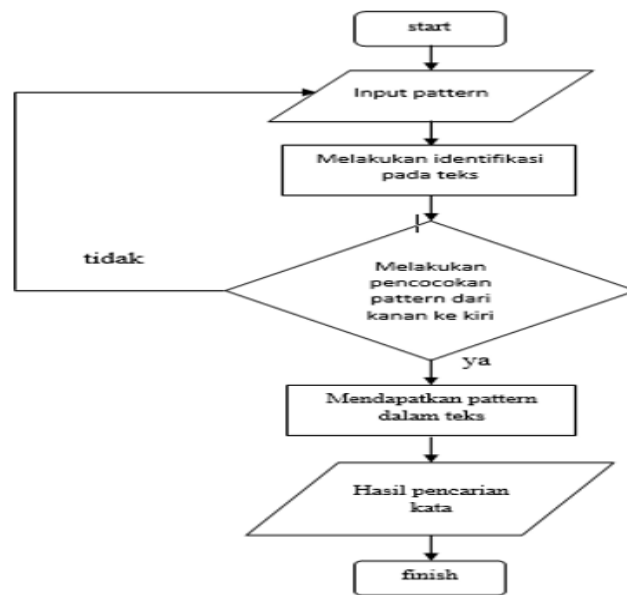 start
Input pattern
Melakukan identifikasi
pada teks
tidak
Melakukan
pencocokan
pattern dari
kanan ke kiri
ya
Mendapatkan pattern
dalam teks
Hasil pencarian
kata
finish